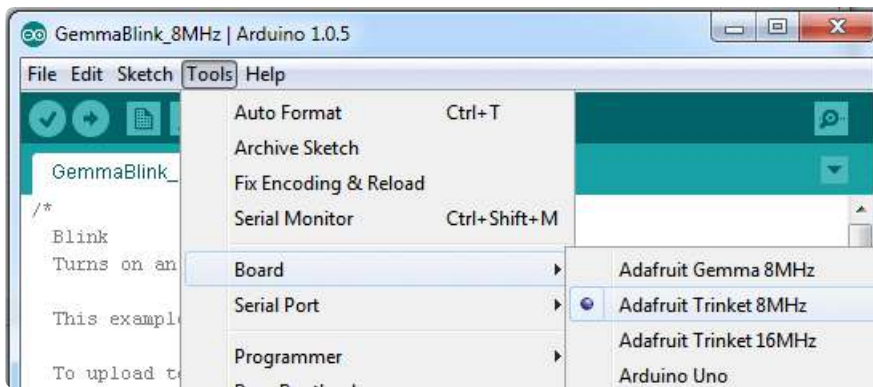 GemmaBlink_8MHz | Arduino 1.0.5
File Edit Sketch Tools Help
Auto Format Ctrl+T
Archive Sketch
GemmaBlink_
Fix Encoding & Reload
/*
Serial Monitor Ctrl+Shift+M
Blink
Turns on an
Board
Adafruit Gemma 8MHz
Serial Port
Adafruit Trinket 8MHz
This exampl
Adafruit Trinket 16MHz
Programmer
To upload t
Arduino Uno